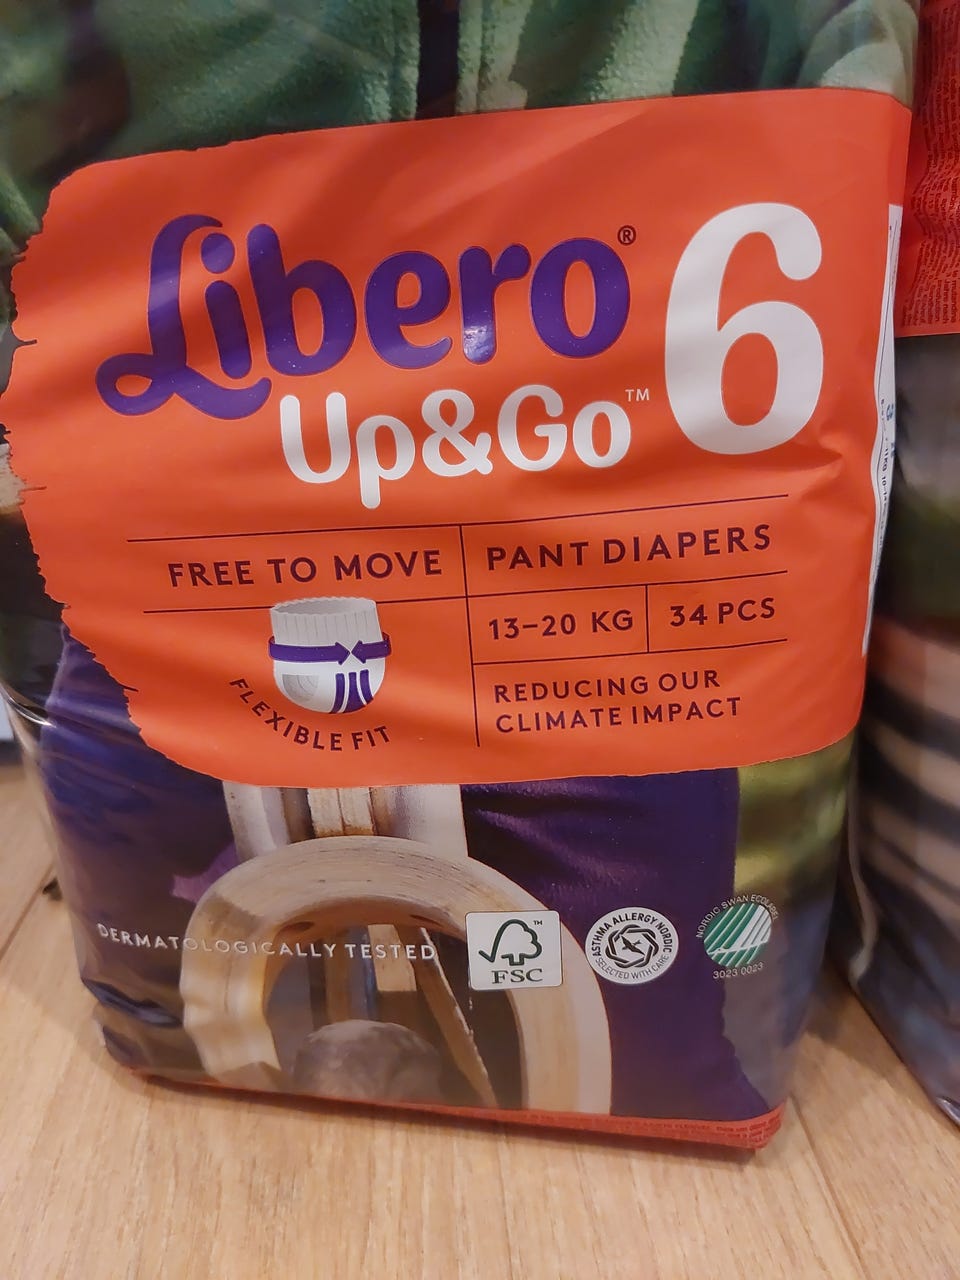 Libero® 6
Up&Go™
FREE TO MOVE
PANT DIAPERS
13-20 KG
34 PCS
FLEXIBLE FIT
REDUCING OUR
CLIMATE IMPACT
DERMATOLOGICALLY TESTED
™
FSC
ASTHMA ALLERGY NORDIC
SELECTED WITH CARE
NORDIC SWAN ECOLABEL
3023 0023